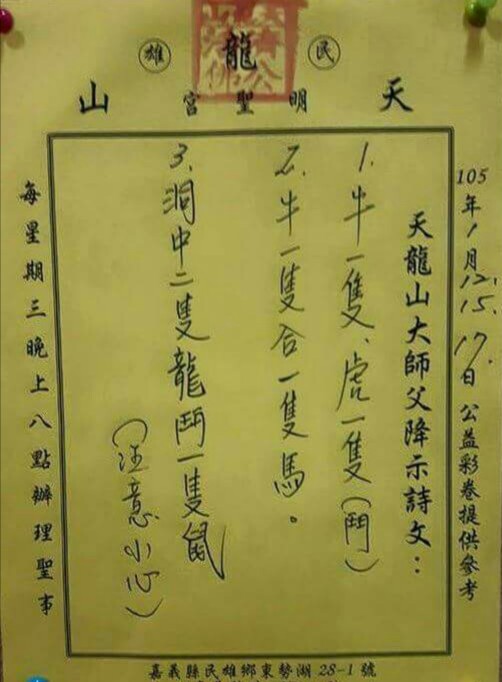 民雄
天龍山
明聖宮
105年1月12.15.17.日公益彩卷提供參考
天龍山大師父降示詩文：
1.牛一隻、虎一隻(鬥)
2.牛一隻合一隻馬。
3.洞中二隻龍鬥一隻鼠
(注意小心)
每星期三晚上八點辦理聖事
嘉義縣民雄鄉東勢湖28-1號